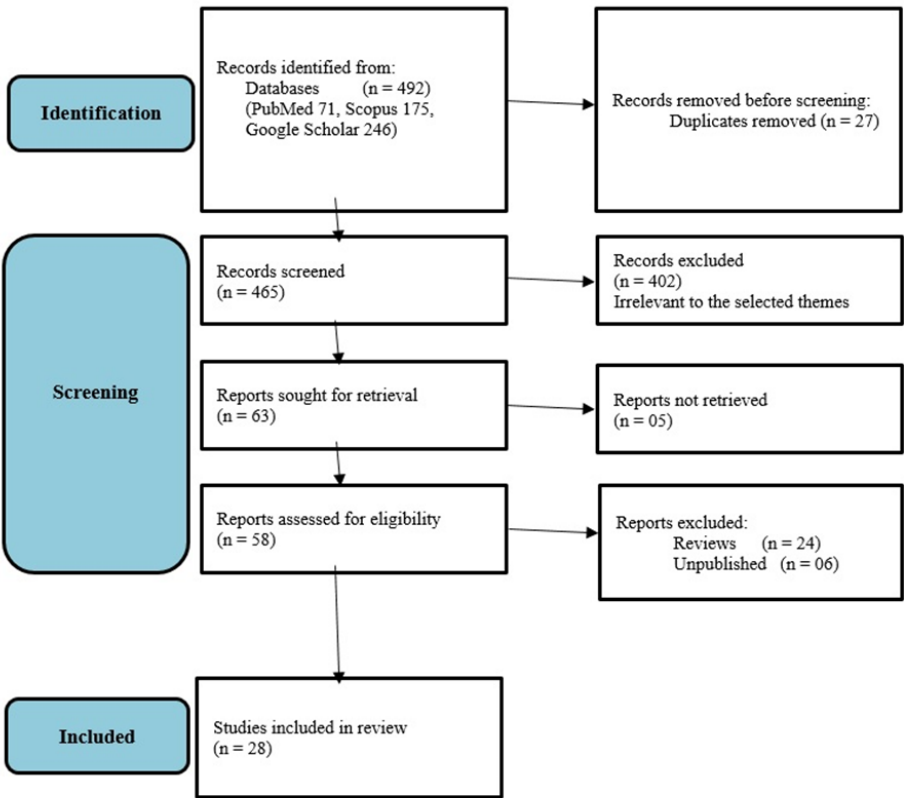 Identification
Records identified from:
Databases (n = 492)
(PubMed 71, Scopus 175,
Google Scholar 246)
Records removed before screening:
Duplicates removed (n = 27)
Screening
Records screened
(n = 465)
Records excluded
(n = 402)
Irrelevant to the selected themes
Reports sought for retrieval
(n = 63)
Reports not retrieved
(n = 05)
Reports assessed for eligibility
(n = 58)
Reports excluded:
Reviews (n = 24)
Unpublished (n = 06)
Included
Studies included in review
(n = 28)